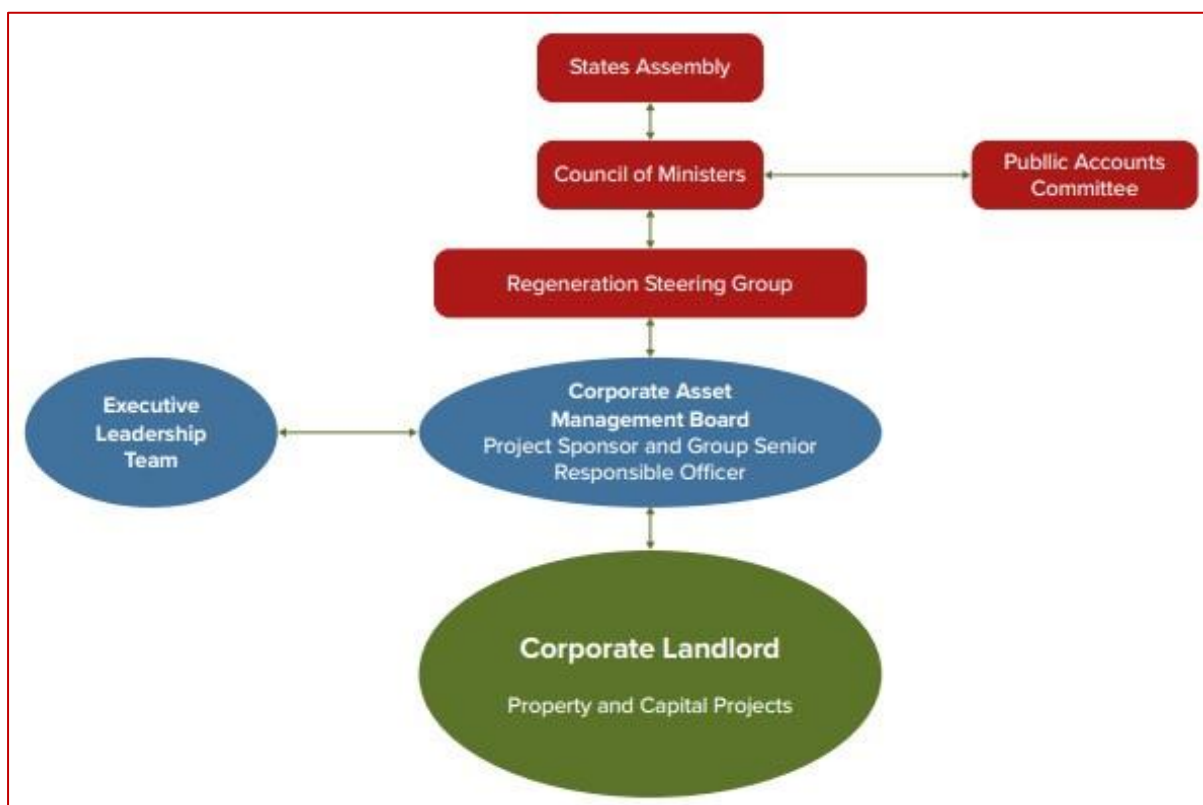 States Assembly
Council of Ministers
Publlic Accounts
Committee
Regeneration Steering Group
Executive
Leadership
Team
Corporate Asset
Management Board
Project Sponsor and Group Senior
Responsible Officer
Corporate Landlord
Property and Capital Projects